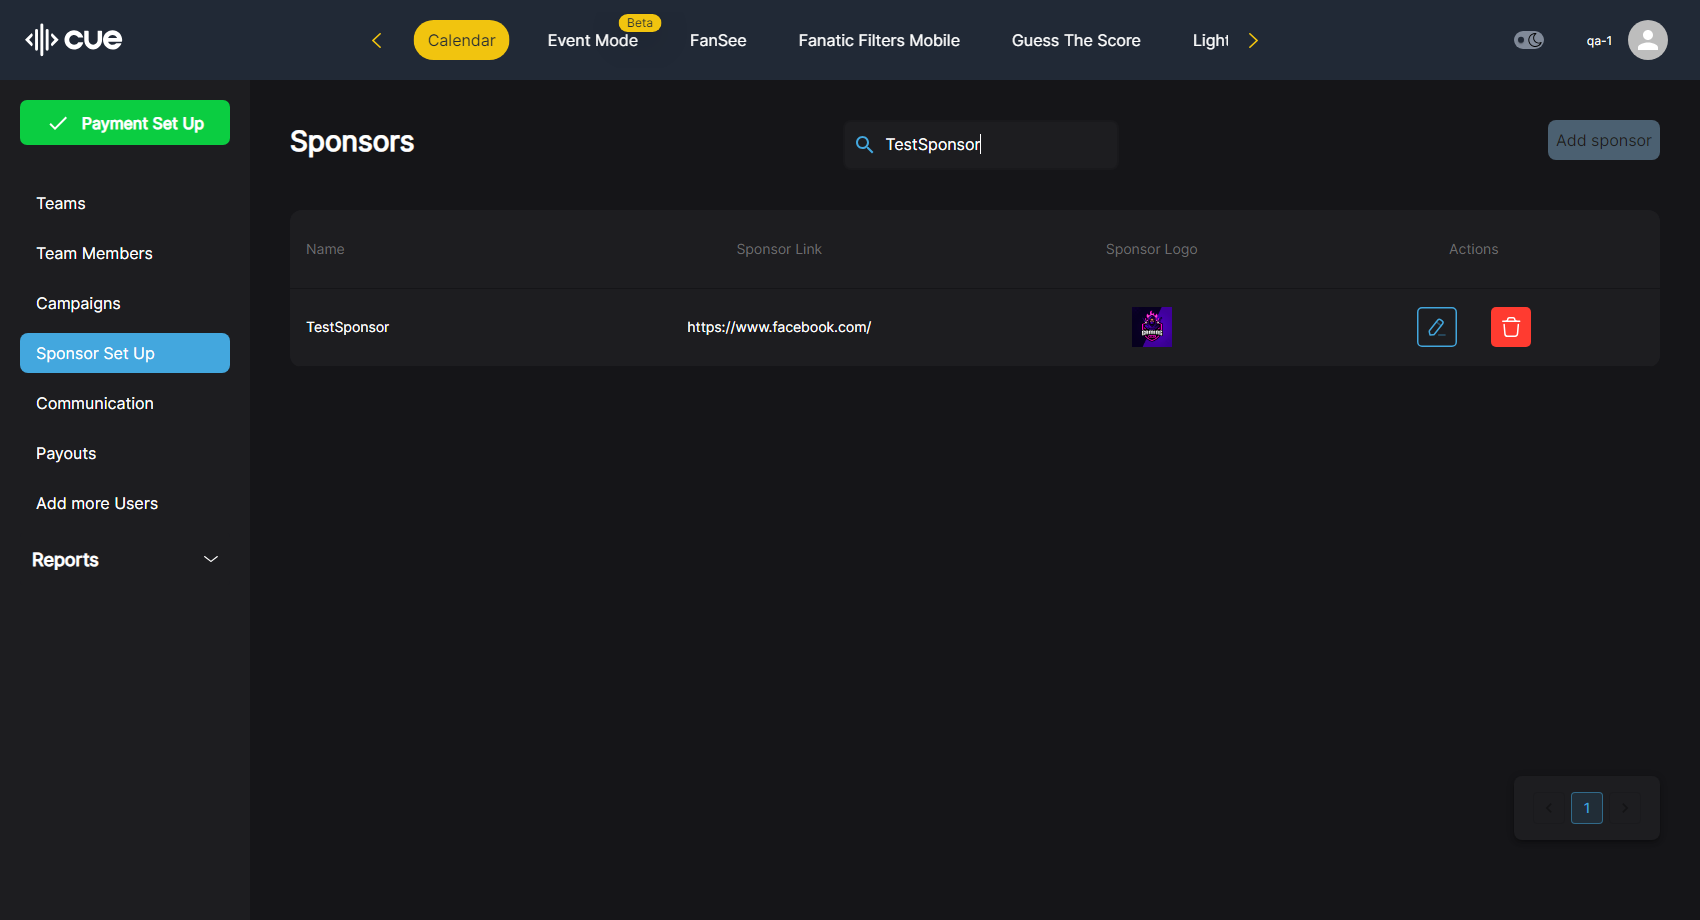 cue
Calendar
Event Mode
Beta
FanSee
Fanatic Filters Mobile
Guess The Score
Light
qa-1
Payment Set Up
Teams
Team Members
Campaigns
Sponsor Set Up
Communication
Payouts
Add more Users
Reports
Sponsors
TestSponsor
Add sponsor
Name Sponsor Link Sponsor Logo Actions
TestSponsor https://www.facebook.com/
GAMING
1